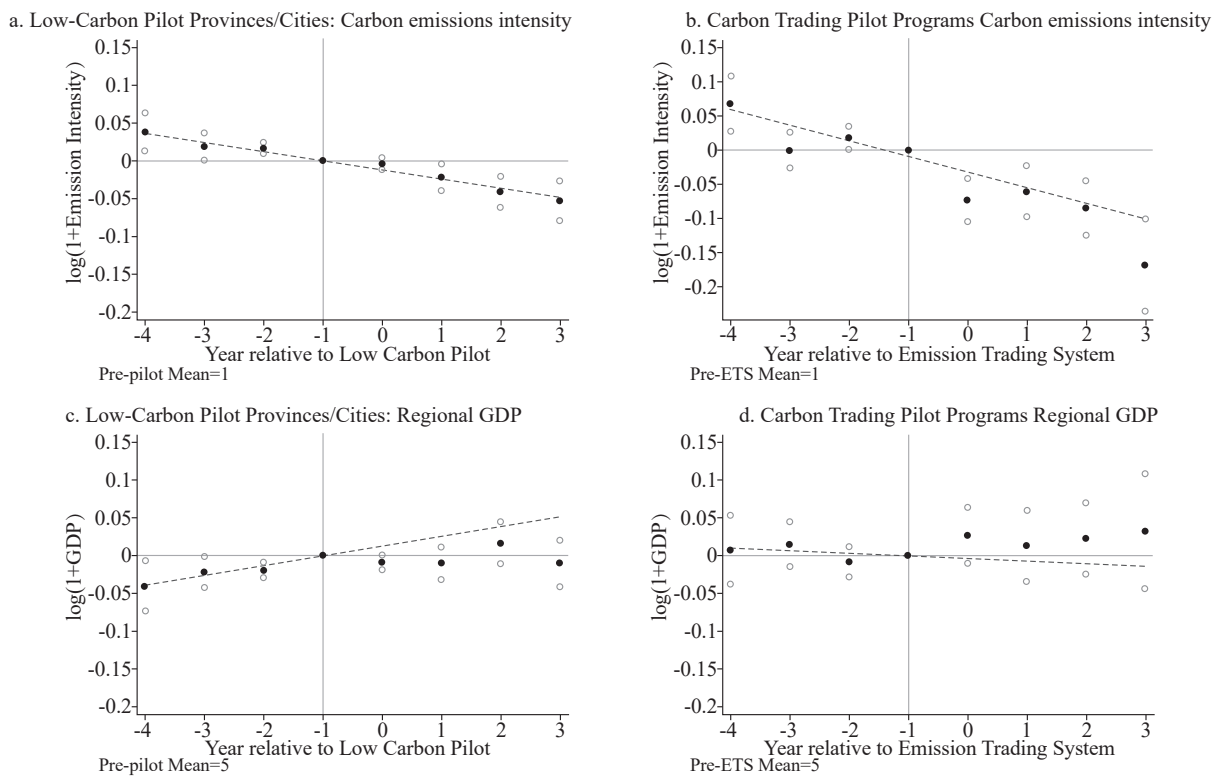 a. Low-Carbon Pilot Provinces/Cities: Carbon emissions intensity
0.15
0.1
0.05
0
-0.05
-0.1
-0.15
-0.2
log(1+Emission Intensity)
-4 -3 -2 -1 0 1 2 3
Year relative to Low Carbon Pilot
Pre-pilot Mean=1
b. Carbon Trading Pilot Programs Carbon emissions intensity
0.15
0.1
0.05
0
-0.05
-0.1
-0.15
-0.2
log(1+Emission Intensity)
-4 -3 -2 -1 0 1 2 3
Year relative to Emission Trading System
Pre-ETS Mean=1
c. Low-Carbon Pilot Provinces/Cities: Regional GDP
0.15
0.1
0.05
0
-0.05
-0.1
-0.15
-0.2
log(1+GDP)
-4 -3 -2 -1 0 1 2 3
Year relative to Low Carbon Pilot
Pre-pilot Mean=5
d. Carbon Trading Pilot Programs Regional GDP
0.15
0.1
0.05
0
-0.05
-0.1
-0.15
-0.2
log(1+GDP)
-4 -3 -2 -1 0 1 2 3
Year relative to Emission Trading System
Pre-ETS Mean=5